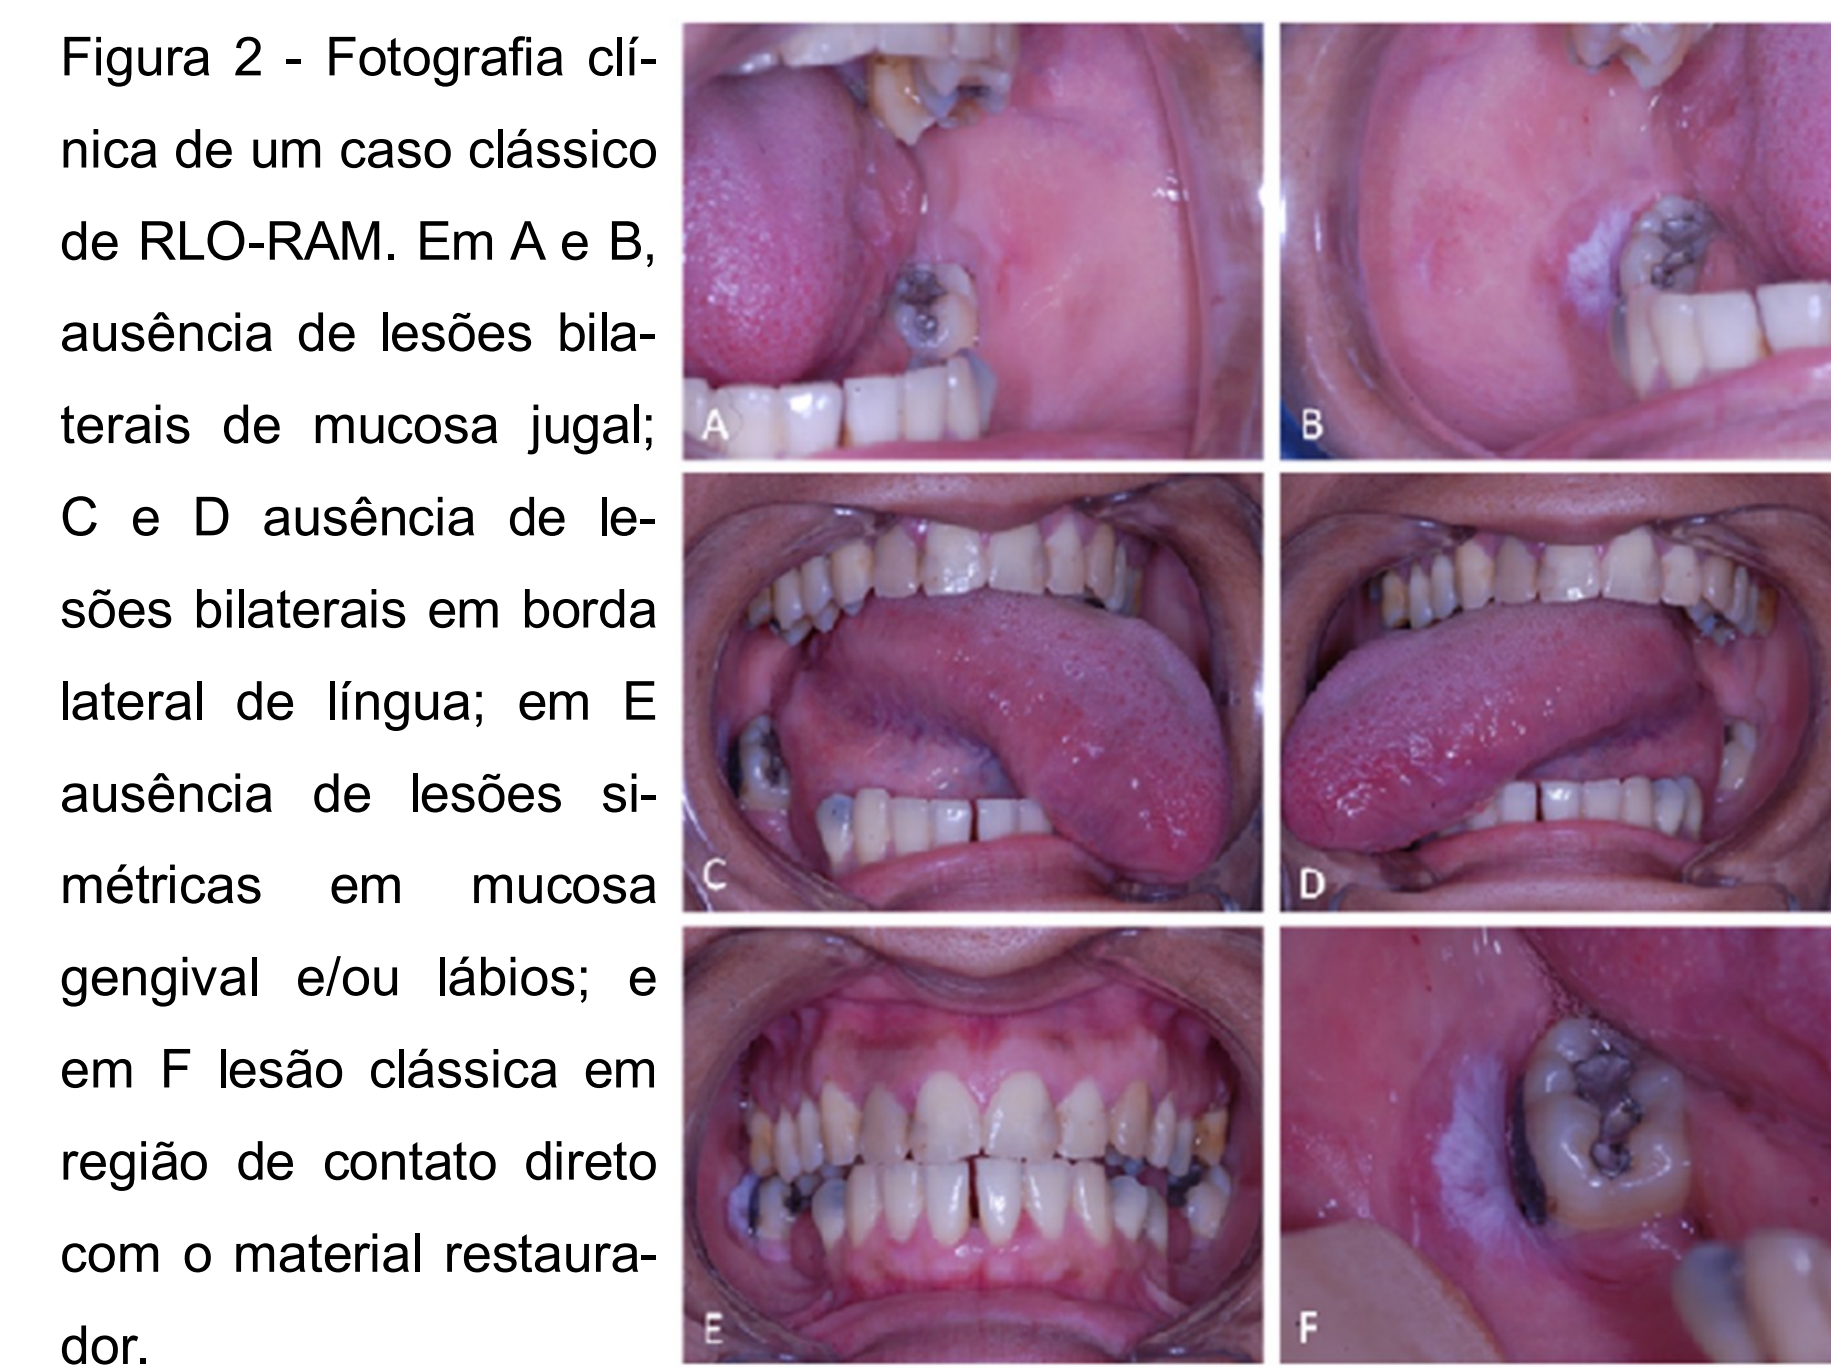 Figura 2 - Fotografia clí-
nica de um caso clássico
de RLO-RAM. Em A e B,
ausência de lesões bila-
terais de mucosa jugal;
C e D ausência de le-
sões bilaterais em borda
lateral de língua; em E
ausência de lesões si-
métricas em mucosa
gengival e/ou lábios; e
em F lesão clássica em
região de contato direto
com o material restaura-
dor.
A
B
C
D
E
F